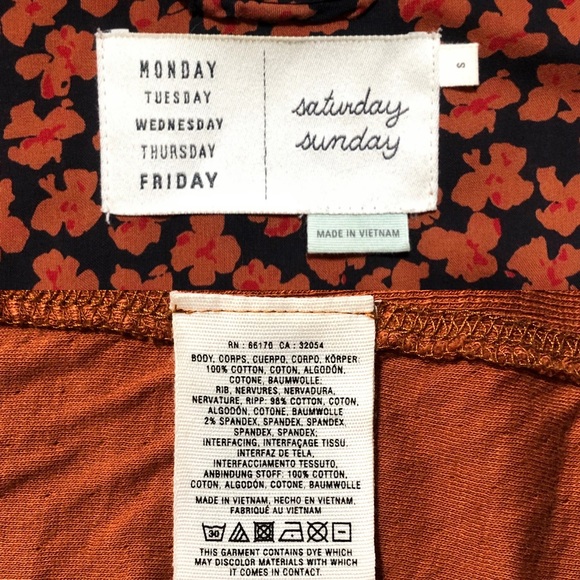 MONDAY
TUESDAY
WEDNESDAY
THURSDAY
FRIDAY
saturday
sunday
S
MADE IN VIETNAM
RN : 66170 CA : 32054
BODY, CORPS, CUERPO, CORPO, KÖRPER:
100% COTTON, COTON, ALGODÓN,
COTONE, BAUMWOLLE.
RIB, NERVURES, NERVADURA,
NERVATURE, RIPP: 98% COTTON, COTON,
ALGODÓN, COTONE, BAUMWOLLE
2% SPANDEX, SPANDEX, SPANDEX,
SPANDEX, SPANDEX;
INTERFACING, INTERFAÇAGE TISSU,
INTERFAZ DE TELA,
INTERFACCIAMENTO TESSUTO,
ANBINDUNG STOFF: 100% COTTON,
COTON, ALGODÓN, COTONE, BAUMWOLLE
MADE IN VIETNAM, HECHO EN VIETNAM,
FABRIQUÉ AU VIETNAM
30
THIS GARMENT CONTAINS DYE WHICH
MAY DISCOLOR MATERIALS WITH WHICH
IT COMES IN CONTACT.